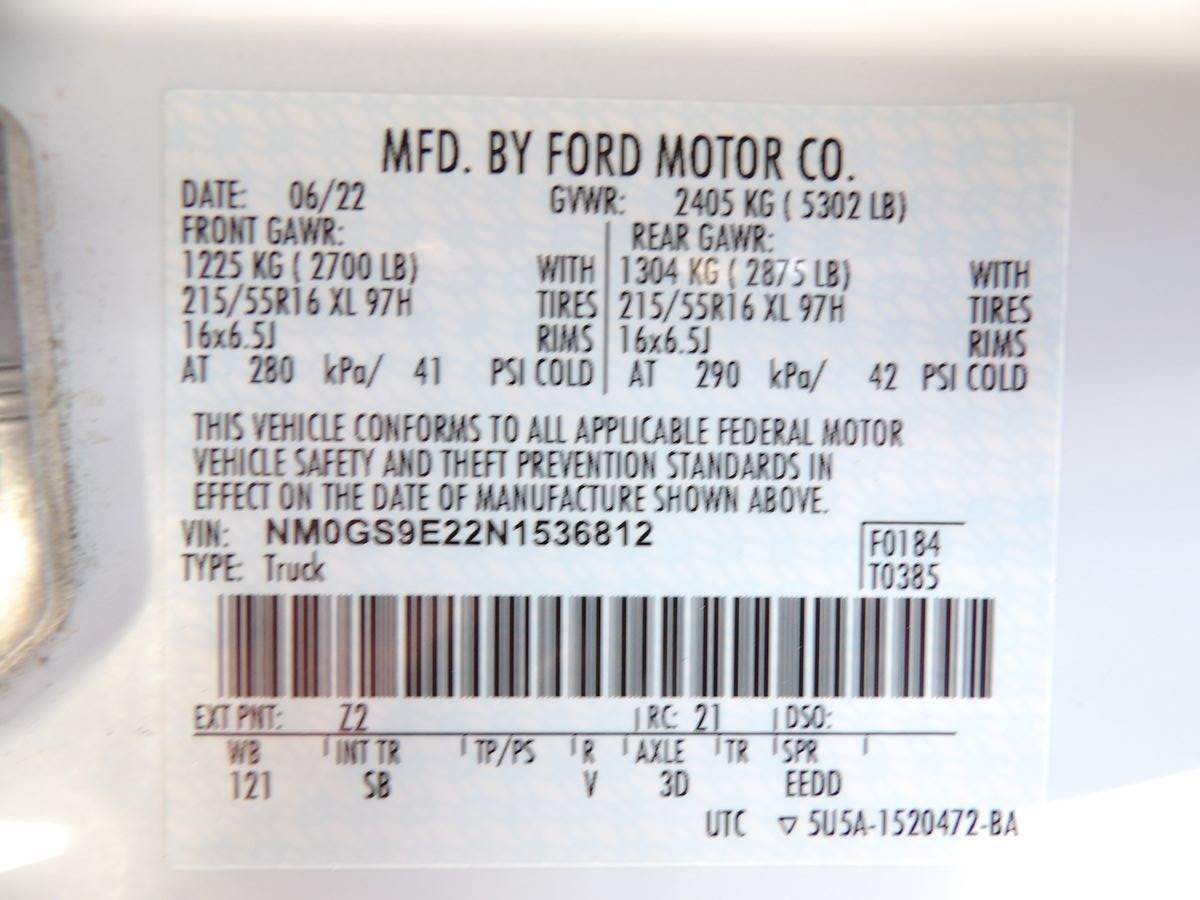 MFD. BY FORD MOTOR CO.
DATE: 06/22 GVWR: 2405 KG ( 5302 LB)
FRONT GAWR: REAR GAWR:
1225 KG ( 2700 LB) WITH 1304 KG ( 2875 LB) WITH
215/55R16 XL 97H TIRES 215/55R16 XL 97H TIRES
16x6.5J RIMS 16x6.5J RIMS
AT 280 kPa/ 41 PSI COLD AT 290 kPa/ 42 PSI COLD
THIS VEHICLE CONFORMS TO ALL APPLICABLE FEDERAL MOTOR
VEHICLE SAFETY AND THEFT PREVENTION STANDARDS IN
EFFECT ON THE DATE OF MANUFACTURE SHOWN ABOVE.
VIN: NM0GS9E22N1536812 F0184
TYPE: Truck T0385
EXT PNT: Z2 RC: 21 DSO:
WB INT TR TP/PS R AXLE TR SPR
121 SB V 3D EEDD
UTC ▽ 5U5A-1520472-BA